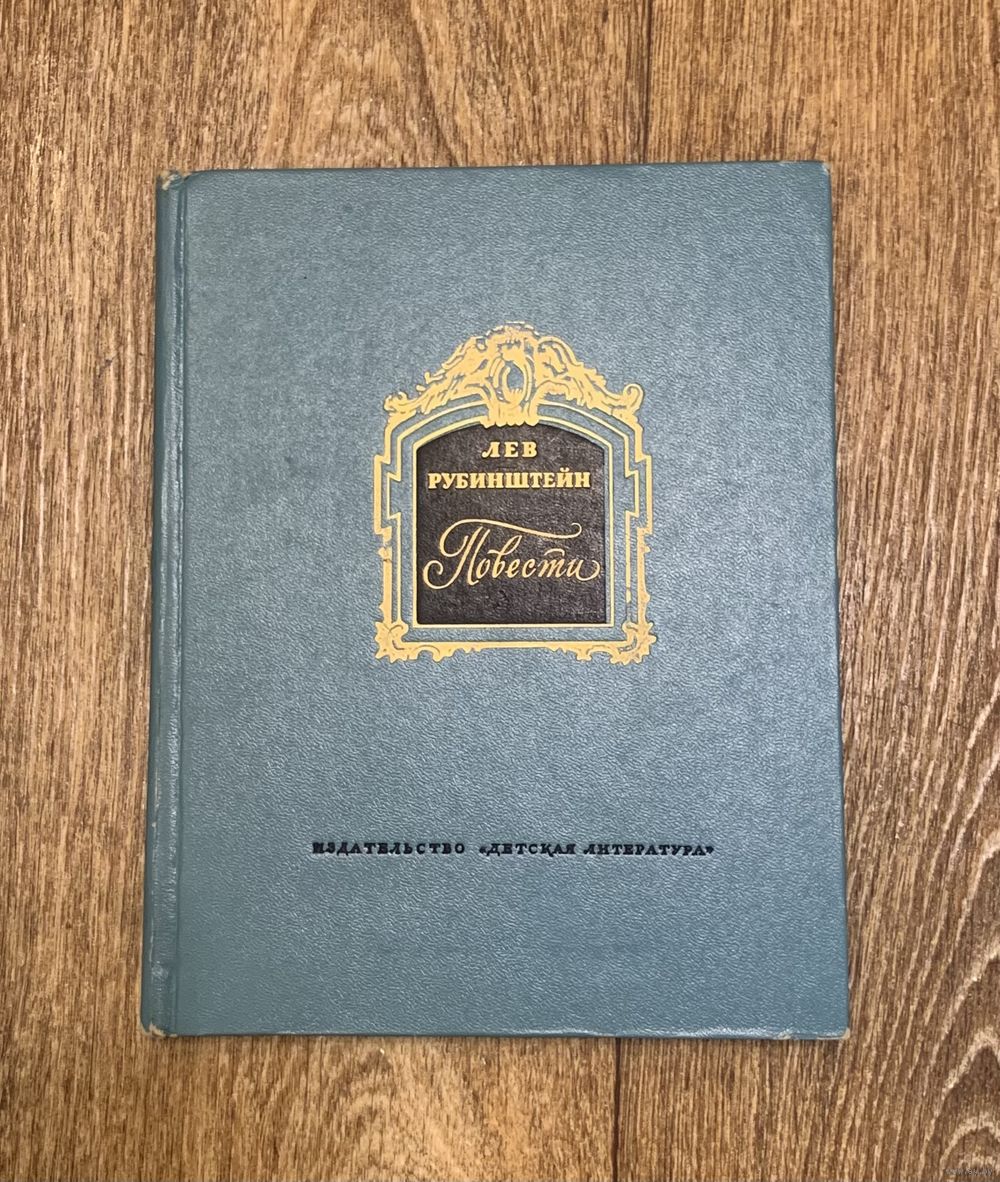 ЛЕВ
РУБИНШТЕЙН
Повести
ИЗДАТЕЛЬСТВО «ДЕТСКАЯ ЛИТЕРАТУРА»